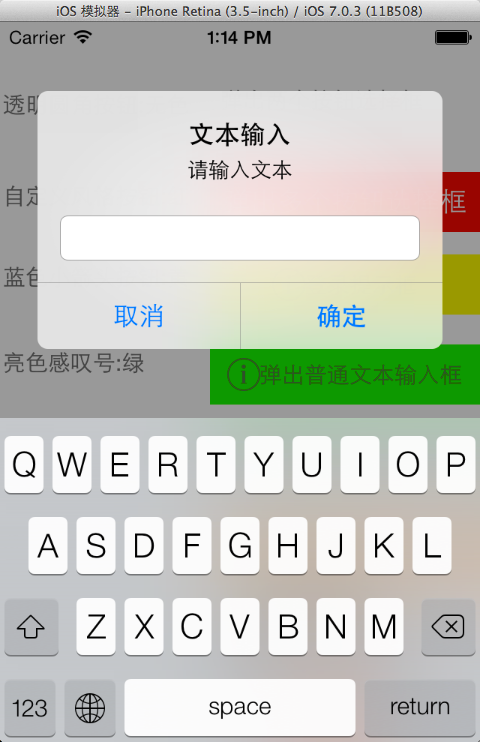 iOS 模拟器 - iPhone Retina (3.5-inch) / iOS 7.0.3 (11B508)
Carrier 1:14 PM
透明
文本输入
请输入文本
自定
框
蓝色
取消 确定
亮色感叹号:绿 弹出普通文本输入框
Q W E R T Y U I O P
A S D F G H J K L
Z X C V B N M
123 space return